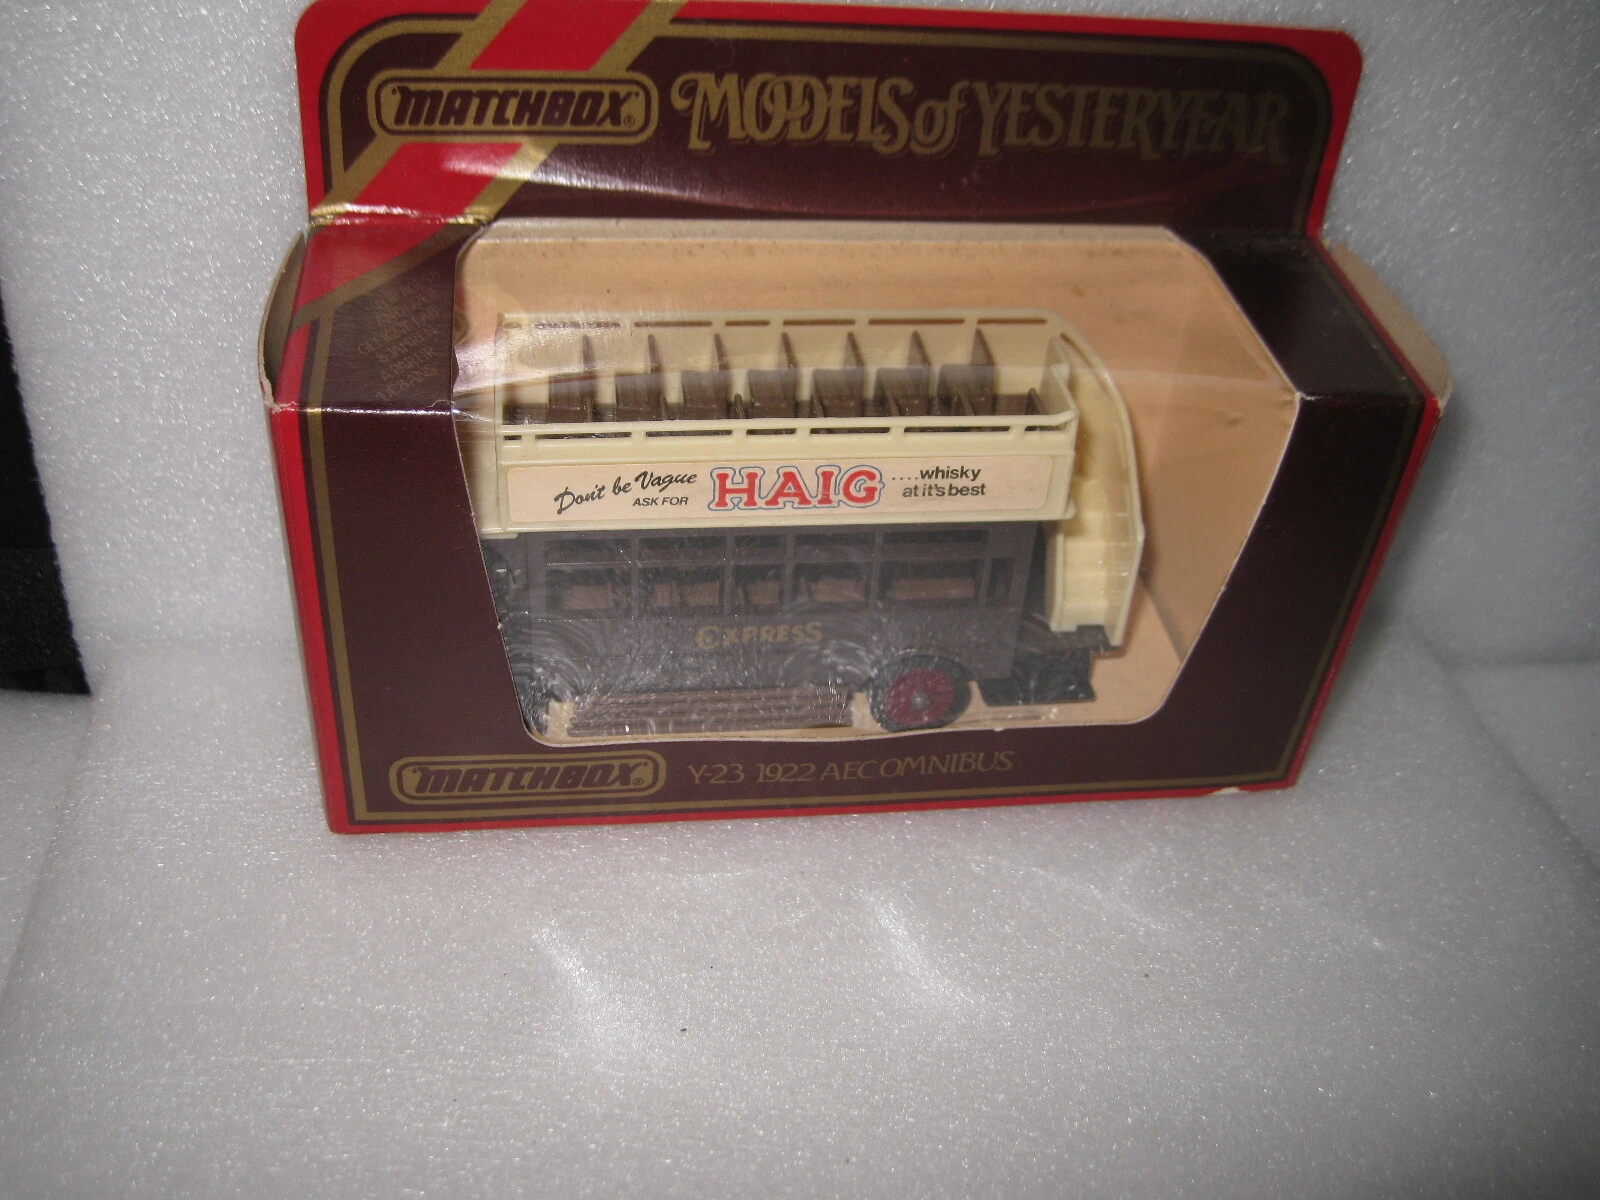 MATCHBOX®
MODELS of YESTERYEAR
Don't be Vague
ASK FOR
HAIG
....whisky
at it's best
EXPRESS
MATCHBOX®
Y-23 1922 AEC OMNIBUS